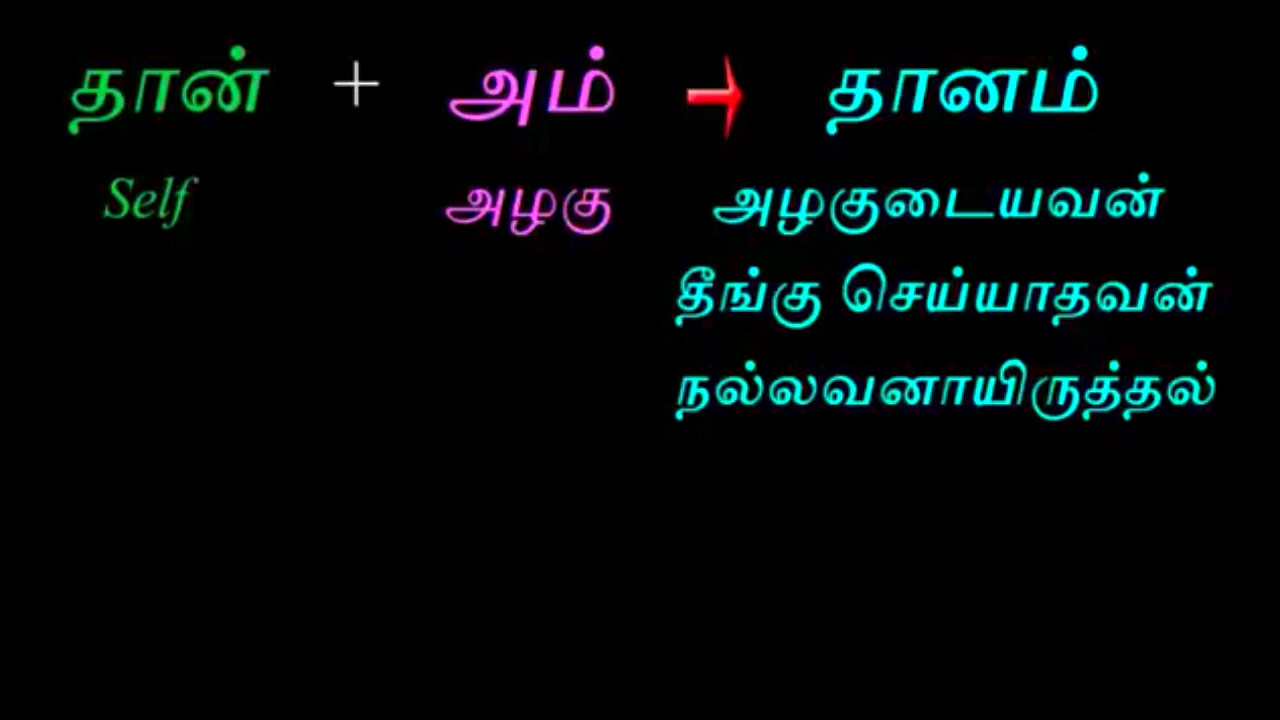 தான் + அம் → தானம்
Self அழகு அழகுடையவன்
தீங்கு செய்யாதவன்
நல்லவனாயிருத்தல்